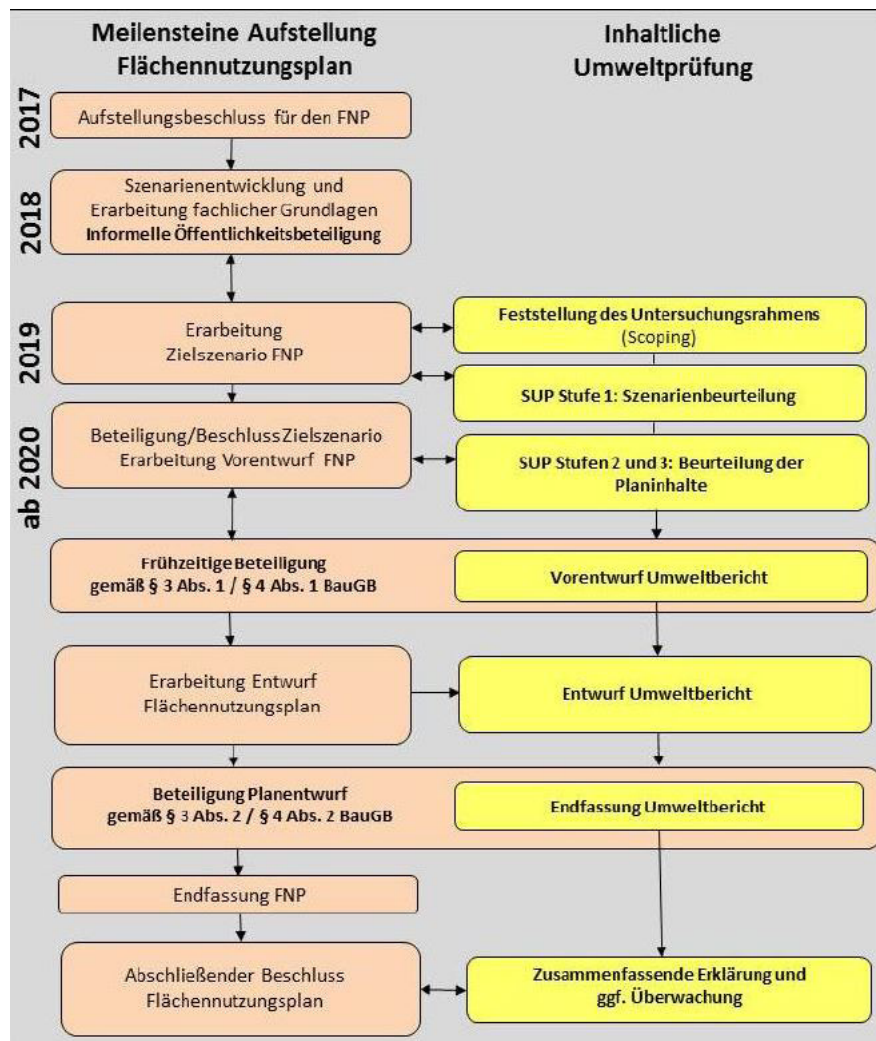 Meilensteine Aufstellung
Flächennutzungsplan
Inhaltliche
Umweltprüfung
2017
Aufstellungsbeschluss für den FNP
2018
Szenarienentwicklung und
Erarbeitung fachlicher Grundlagen
Informelle Öffentlichkeitsbeteiligung
2019
Erarbeitung
Zielszenario FNP
Feststellung des Untersuchungsrahmens
(Scoping)
SUP Stufe 1: Szenarienbeurteilung
ab 2020
Beteiligung/Beschluss Zielszenario
Erarbeitung Vorentwurf FNP
SUP Stufen 2 und 3: Beurteilung der
Planinhalte
Frühzeitige Beteiligung
gemäß § 3 Abs. 1 / § 4 Abs. 1 BauGB
Vorentwurf Umweltbericht
Erarbeitung Entwurf
Flächennutzungsplan
Entwurf Umweltbericht
Beteiligung Planentwurf
gemäß § 3 Abs. 2 / § 4 Abs. 2 BauGB
Endfassung Umweltbericht
Endfassung FNP
Abschließender Beschluss
Flächennutzungsplan
Zusammenfassende Erklärung und
ggf. Überwachung